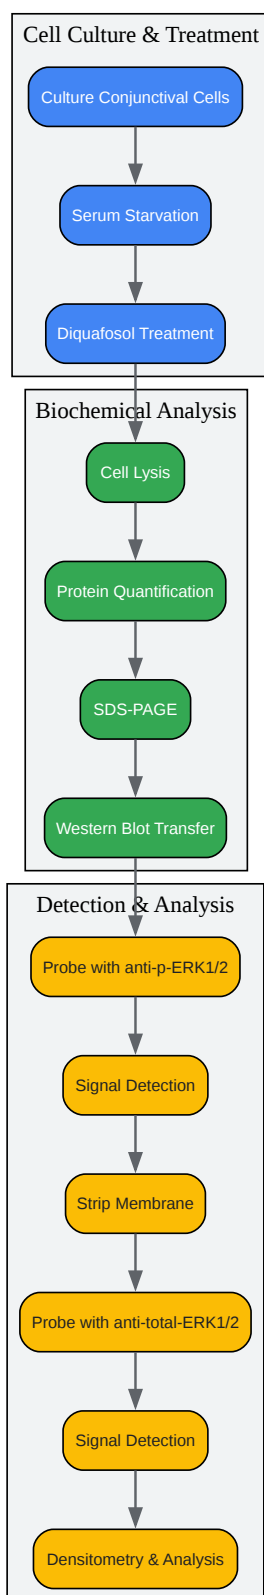 Cell Culture & Treatment
Culture Conjunctival Cells
Serum Starvation
Diquafosol Treatment
Biochemical Analysis
Cell Lysis
Protein Quantification
SDS-PAGE
Western Blot Transfer
Detection & Analysis
Probe with anti-p-ERK1/2
Signal Detection
Strip Membrane
Probe with anti-total-ERK1/2
Signal Detection
Densitometry & Analysis